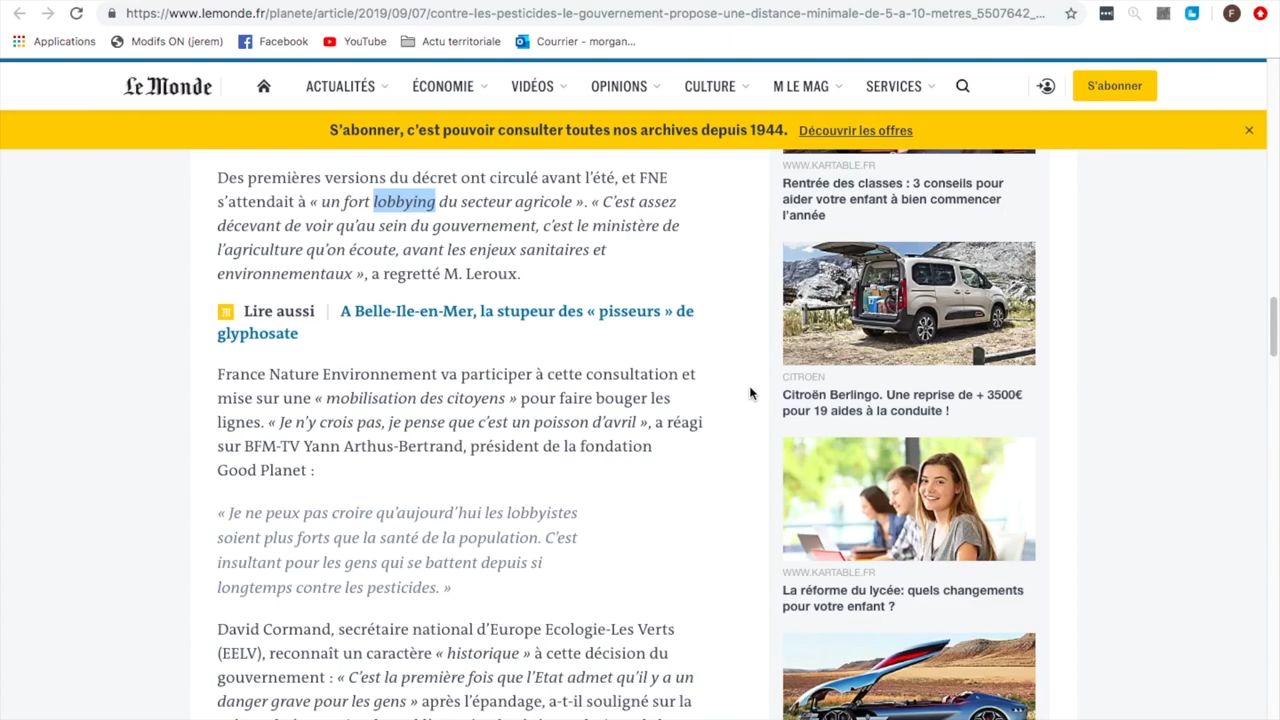 https://www.lemonde.fr/planete/article/2019/09/07/contre-les-pesticides-le-gouvernement-propose-une-distance-minimale-de-5-a-10-metres_5507642_...
F
Applications
Modifs ON (jerem)
Facebook
YouTube
Actu territoriale
Courrier - morgan...
Le Monde
ACTUALITÉS
ÉCONOMIE
VIDÉOS
OPINIONS
CULTURE
M LE MAG
SERVICES
S'abonner
S'abonner, c'est pouvoir consulter toutes nos archives depuis 1944. Découvrir les offres
Des premières versions du décret ont circulé avant l'été, et FNE
s'attendait à « un fort lobbying du secteur agricole ». « C'est assez
décevant de voir qu'au sein du gouvernement, c'est le ministère de
l'agriculture qu'on écoute, avant les enjeux sanitaires et
environnementaux », a regretté M. Leroux.
Lire aussi | A Belle-Ile-en-Mer, la stupeur des « pisseurs » de
glyphosate
France Nature Environnement va participer à cette consultation et
mise sur une « mobilisation des citoyens » pour faire bouger les
lignes. « Je n'y crois pas, je pense que c'est un poisson d'avril », a réagi
sur BFM-TV Yann Arthus-Bertrand, président de la fondation
Good Planet :
« Je ne peux pas croire qu'aujourd'hui les lobbyistes
soient plus forts que la santé de la population. C'est
insultant pour les gens qui se battent depuis si
longtemps contre les pesticides. »
David Cormand, secrétaire national d'Europe Ecologie-Les Verts
(EELV), reconnaît un caractère « historique » à cette décision du
gouvernement : « C'est la première fois que l'Etat admet qu'il y a un
danger grave pour les gens » après l'épandage, a-t-il souligné sur la
WWW.KARTABLE.FR
Rentrée des classes : 3 conseils pour
aider votre enfant à bien commencer
l'année
CITROEN
Citroën Berlingo. Une reprise de + 3500€
pour 19 aides à la conduite !
WWW.KARTABLE.FR
La réforme du lycée: quels changements
pour votre enfant ?